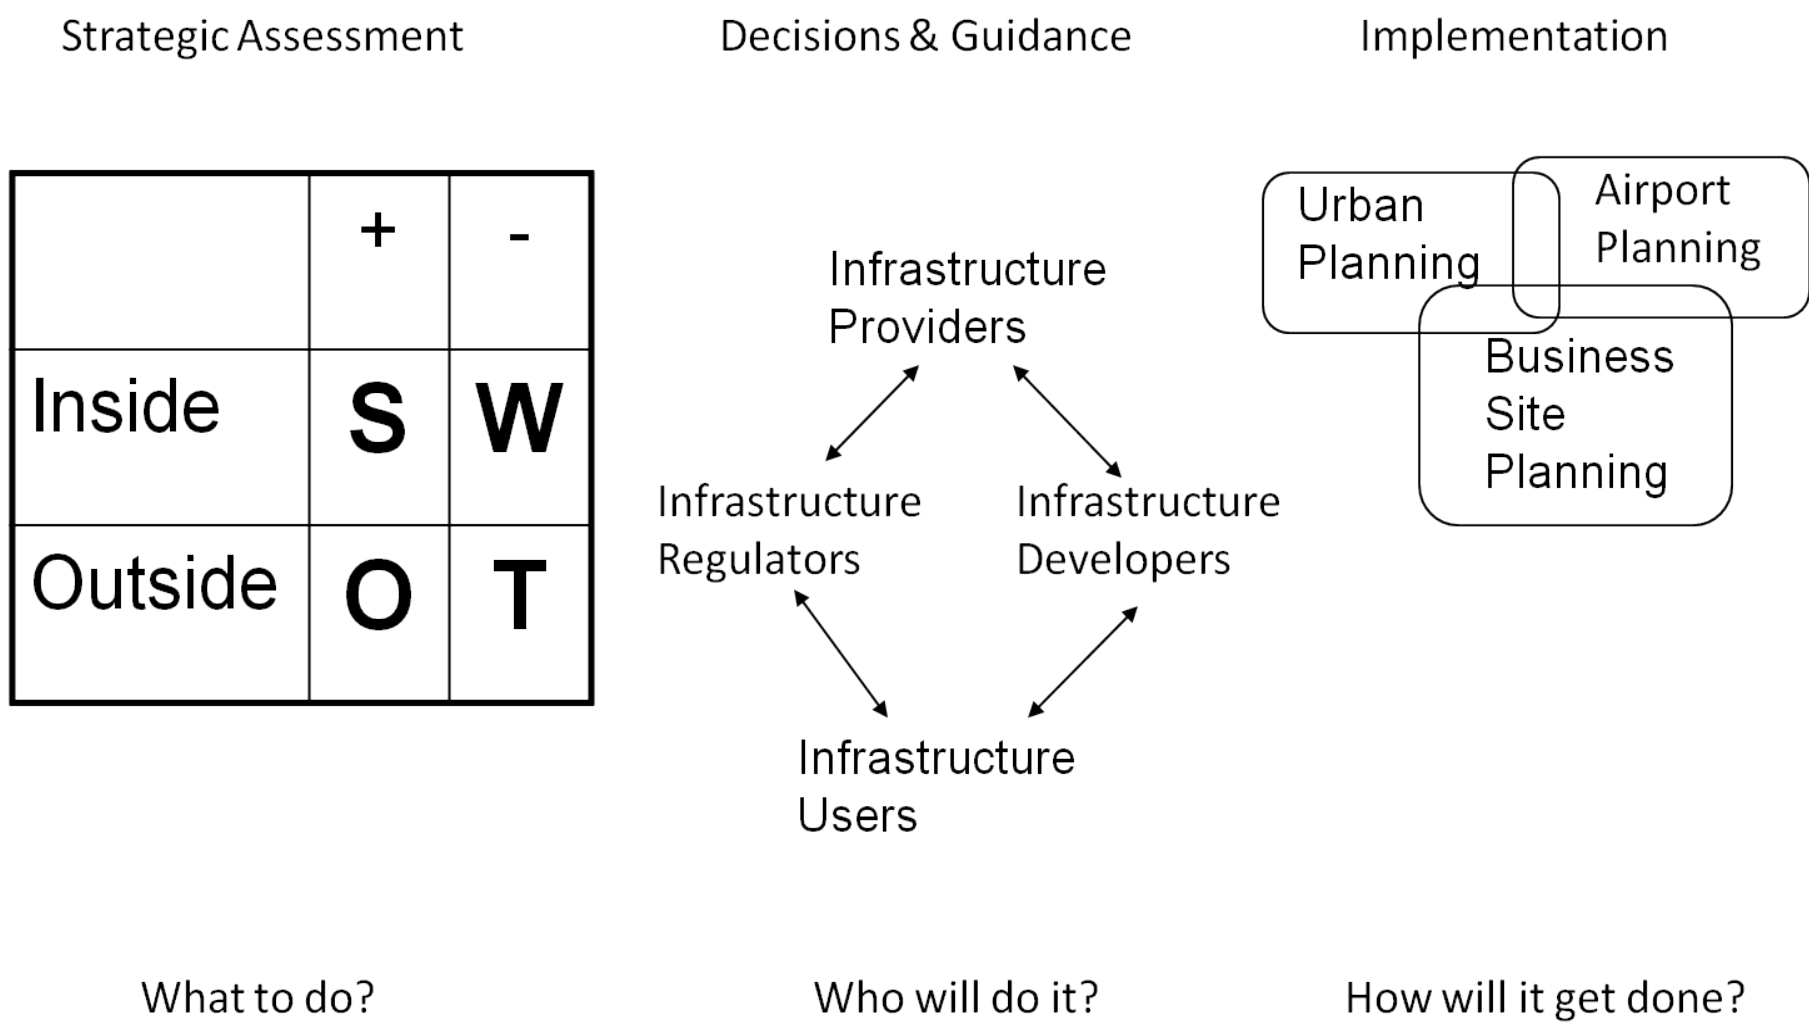 Strategic Assessment
Decisions & Guidance
Implementation
+ -
Inside S W
Outside O T
Infrastructure
Providers
Infrastructure
Regulators
Infrastructure
Developers
Infrastructure
Users
Urban
Planning
Airport
Planning
Business
Site
Planning
What to do?
Who will do it?
How will it get done?